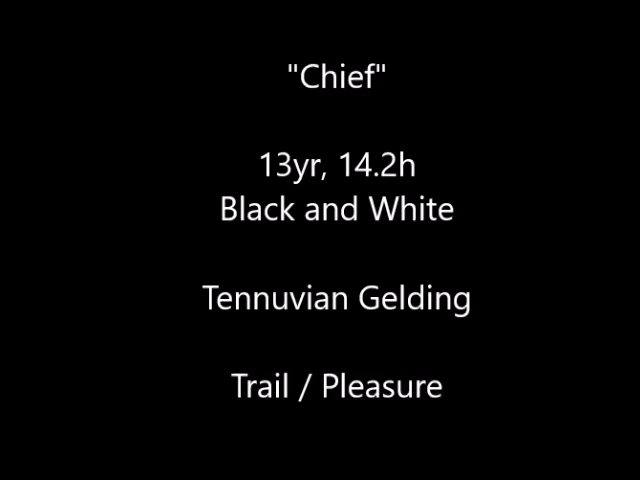 "Chief"
13yr, 14.2h
Black and White
Tennuvian Gelding
Trail / Pleasure